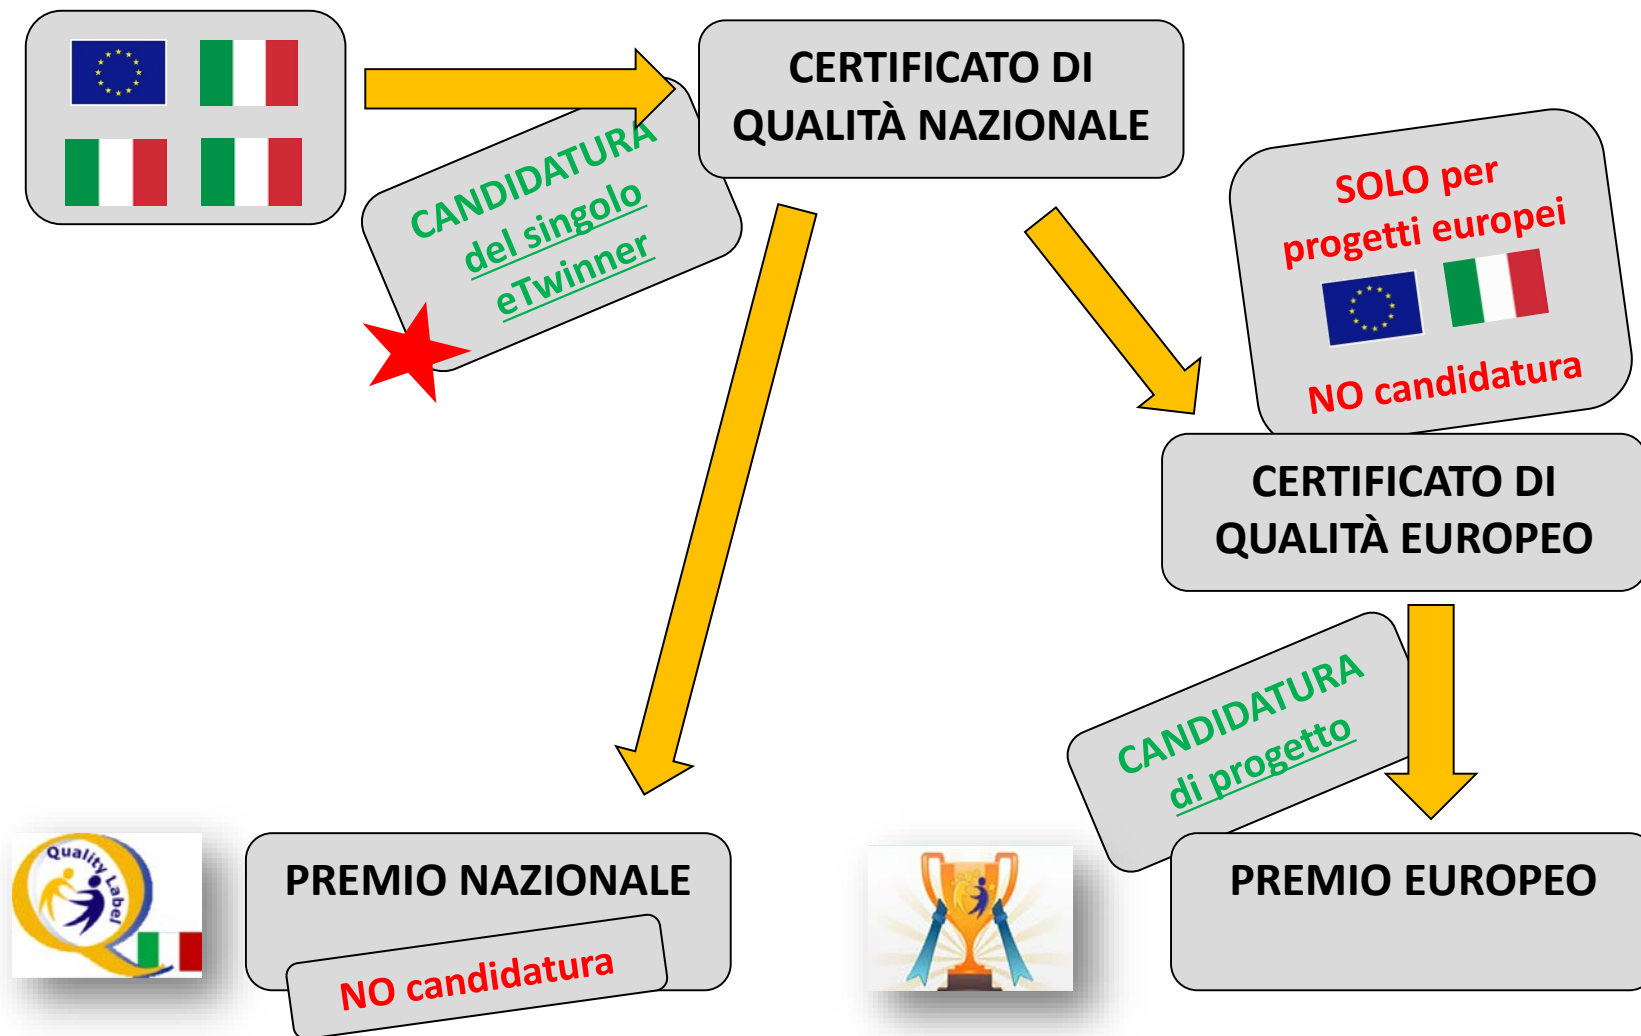 CERTIFICATO DI
QUALITÀ NAZIONALE
CANDIDATURA
del singolo
eTwinner
SOLO per
progetti europei
NO candidatura
CERTIFICATO DI
QUALITÀ EUROPEO
CANDIDATURA
di progetto
Quality Label
PREMIO NAZIONALE
NO candidatura
PREMIO EUROPEO